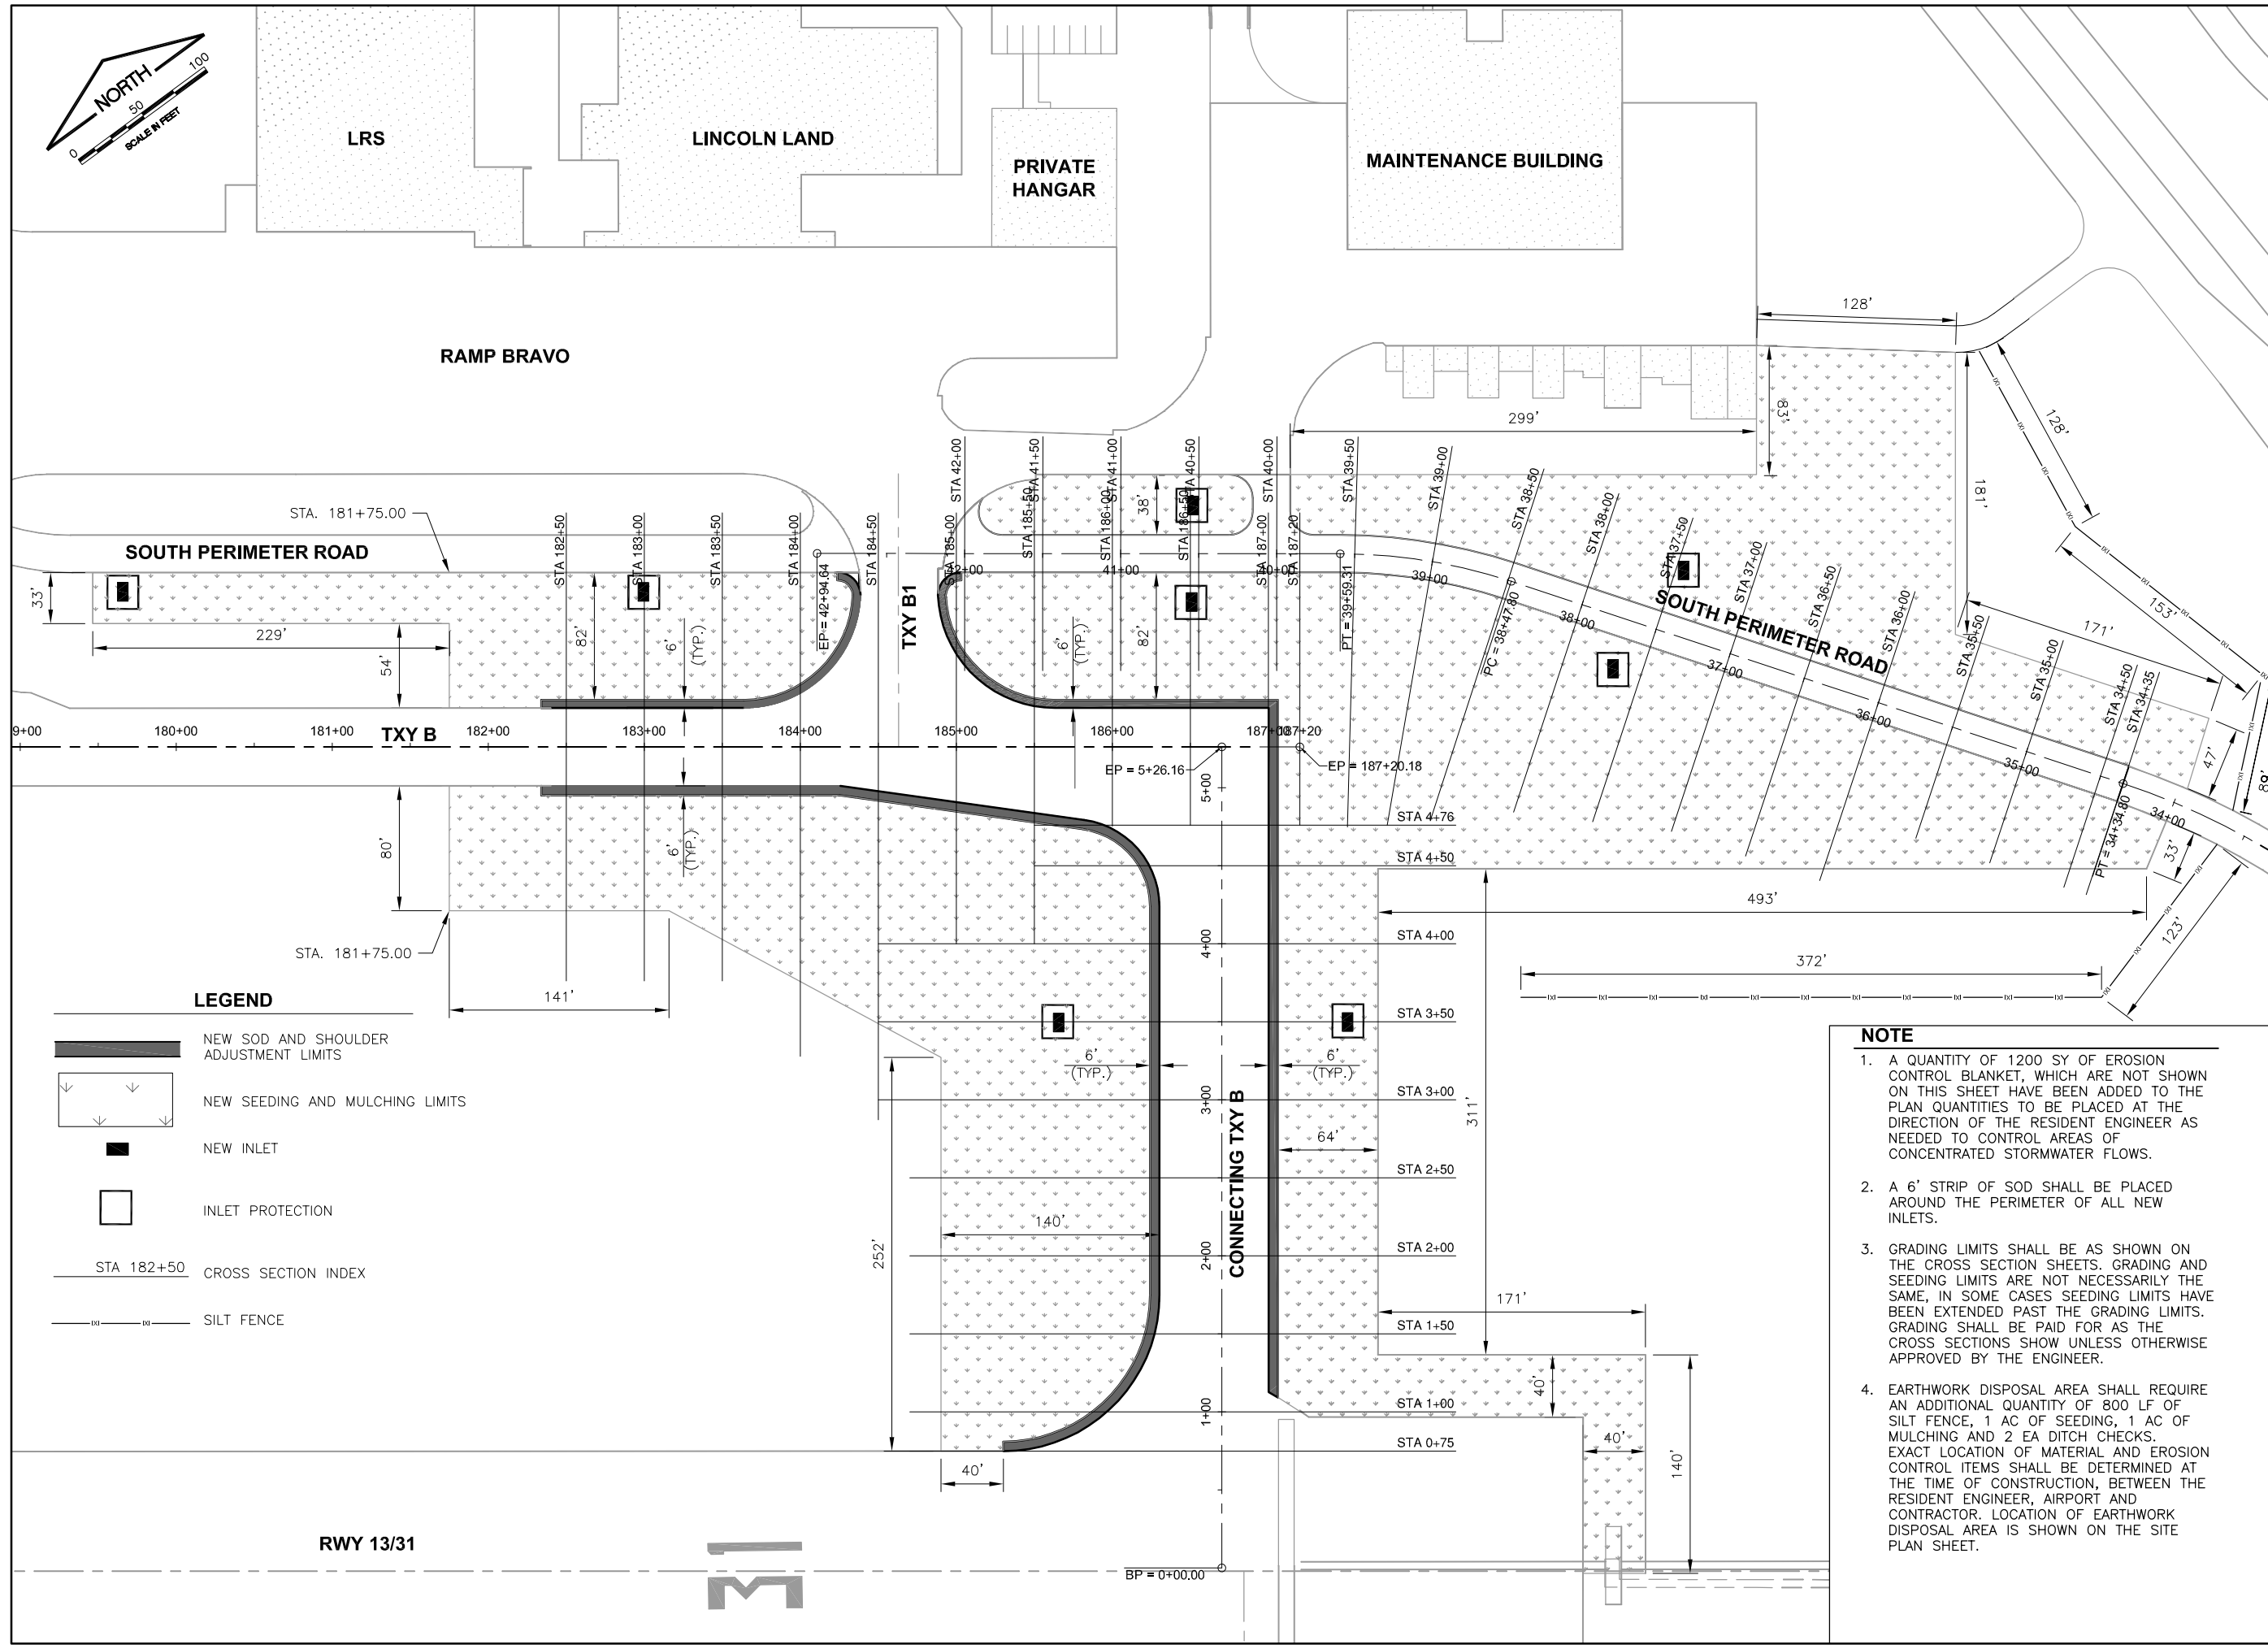 NORTH
0
50
100
SCALE IN FEET
LRS
LINCOLN LAND
PRIVATE
HANGAR
MAINTENANCE BUILDING
RAMP BRAVO
128'
299'
83'
128'
181'
STA. 181+75.00
SOUTH PERIMETER ROAD
33'
229'
54'
82'
6'
(TYP.)
STA 182+50
STA 183+00
STA 183+50
STA 184+00
EP = 42+94.64
STA 184+50
TXY B1
STA 185+00
STA 42+00
STA 185+50
STA 41+50
STA 186+00
STA 41+00
38'
STA 186+50
STA 40+50
STA 187+00
STA 40+00
STA 187+20
STA 39+50
PT = 39+59.31
42+00
41+00
40+00
39+00
38+00
37+00
36+00
35+00
34+00
6'
(TYP.)
82'
STA 39+00
PC = 38+47.80
STA 38+50
STA 38+00
STA 37+50
STA 37+00
STA 36+50
STA 36+00
STA 35+50
STA 35+00
STA 34+50
STA 34+35
PT = 34+34.80
SOUTH PERIMETER ROAD
153'
171'
47'
89'
33'
123'
9+00
180+00
181+00
TXY B
182+00
183+00
184+00
185+00
186+00
187+00
187+20
EP = 5+26.16
EP = 187+20.18
80'
6'
(TYP.)
STA. 181+75.00
141'
5+00
4+00
3+00
2+00
1+00
CONNECTING TXY B
STA 4+76
STA 4+50
STA 4+00
STA 3+50
STA 3+00
STA 2+50
STA 2+00
STA 1+50
STA 1+00
STA 0+75
493'
372'
311'
6'
(TYP.)
6'
(TYP.)
64'
140'
252'
171'
40'
40'
140'
40'
BP = 0+00.00
RWY 13/31
31
LEGEND
NEW SOD AND SHOULDER
ADJUSTMENT LIMITS
NEW SEEDING AND MULCHING LIMITS
NEW INLET
INLET PROTECTION
STA 182+50 CROSS SECTION INDEX
SILT FENCE
NOTE
1. A QUANTITY OF 1200 SY OF EROSION
CONTROL BLANKET, WHICH ARE NOT SHOWN
ON THIS SHEET HAVE BEEN ADDED TO THE
PLAN QUANTITIES TO BE PLACED AT THE
DIRECTION OF THE RESIDENT ENGINEER AS
NEEDED TO CONTROL AREAS OF
CONCENTRATED STORMWATER FLOWS.
2. A 6' STRIP OF SOD SHALL BE PLACED
AROUND THE PERIMETER OF ALL NEW
INLETS.
3. GRADING LIMITS SHALL BE AS SHOWN ON
THE CROSS SECTION SHEETS. GRADING AND
SEEDING LIMITS ARE NOT NECESSARILY THE
SAME, IN SOME CASES SEEDING LIMITS HAVE
BEEN EXTENDED PAST THE GRADING LIMITS.
GRADING SHALL BE PAID FOR AS THE
CROSS SECTIONS SHOW UNLESS OTHERWISE
APPROVED BY THE ENGINEER.
4. EARTHWORK DISPOSAL AREA SHALL REQUIRE
AN ADDITIONAL QUANTITY OF 800 LF OF
SILT FENCE, 1 AC OF SEEDING, 1 AC OF
MULCHING AND 2 EA DITCH CHECKS.
EXACT LOCATION OF MATERIAL AND EROSION
CONTROL ITEMS SHALL BE DETERMINED AT
THE TIME OF CONSTRUCTION, BETWEEN THE
RESIDENT ENGINEER, AIRPORT AND
CONTRACTOR. LOCATION OF EARTHWORK
DISPOSAL AREA IS SHOWN ON THE SITE
PLAN SHEET.